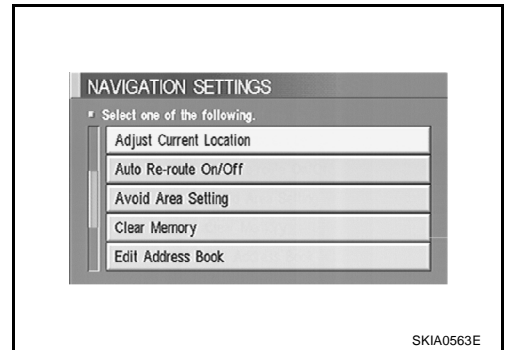 NAVIGATION SETTINGS
Select one of the following.
Adjust Current Location
Auto Re-route On/Off
Avoid Area Setting
Clear Memory
Edit Address Book
SKIA0563E